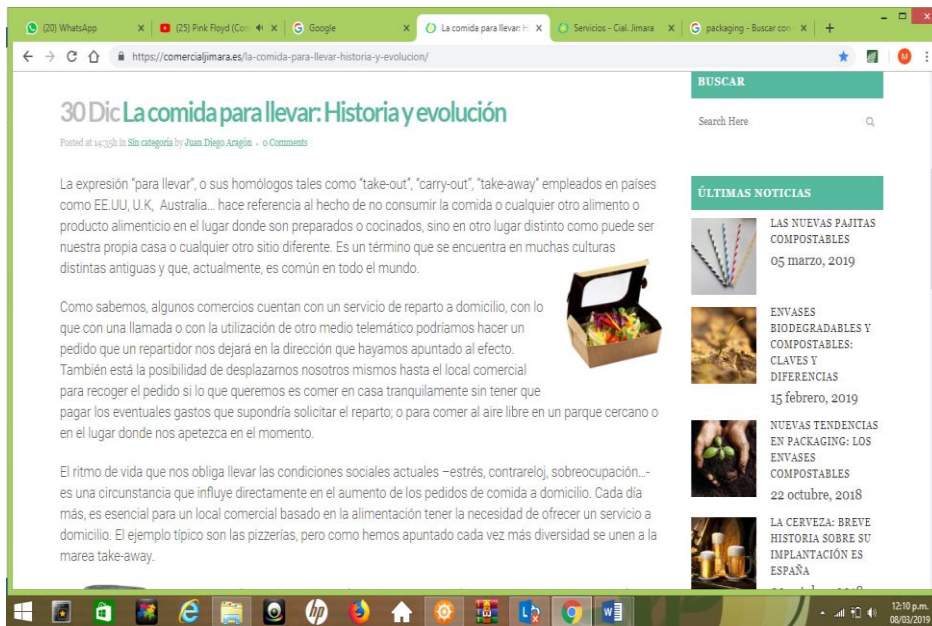 (20) WhatsApp
(25) Pink Floyd (Con
Google
La comida para llevar: H
Servicios - Cial. Jimara
packaging - Buscar con
https://comercialjimara.es/la-comida-para-llevar-historia-y-evolucion/
30 Dic La comida para llevar: Historia y evolución
Posted at 14:35h in Sin categoría by Juan Diego Aragón · 0 Comments
La expresión "para llevar", o sus homólogos tales como "take-out", "carry-out", "take-away" empleados en países
como EE.UU, U.K, Australia... hace referencia al hecho de no consumir la comida o cualquier otro alimento o
producto alimenticio en el lugar donde son preparados o cocinados, sino en otro lugar distinto como puede ser
nuestra propia casa o cualquier otro sitio diferente. Es un término que se encuentra en muchas culturas
distintas antiguas y que, actualmente, es común en todo el mundo.
Como sabemos, algunos comercios cuentan con un servicio de reparto a domicilio, con lo
que con una llamada o con la utilización de otro medio telemático podríamos hacer un
pedido que un repartidor nos dejará en la dirección que hayamos apuntado al efecto.
También está la posibilidad de desplazarnos nosotros mismos hasta el local comercial
para recoger el pedido si lo que queremos es comer en casa tranquilamente sin tener que
pagar los eventuales gastos que supondría solicitar el reparto; o para comer al aire libre en un parque cercano o
en el lugar donde nos apetezca en el momento.
El ritmo de vida que nos obliga llevar las condiciones sociales actuales –estrés, contrareloj, sobreocupación...-
es una circunstancia que influye directamente en el aumento de los pedidos de comida a domicilio. Cada día
más, es esencial para un local comercial basado en la alimentación tener la necesidad de ofrecer un servicio a
domicilio. El ejemplo típico son las pizzerías, pero como hemos apuntado cada vez más diversidad se unen a la
marea take-away.
BUSCAR
Search Here
ÚLTIMAS NOTICIAS
LAS NUEVAS PAJITAS
COMPOSTABLES
05 marzo, 2019
ENVASES
BIODEGRADABLES Y
COMPOSTABLES:
CLAVES Y
DIFERENCIAS
15 febrero, 2019
NUEVAS TENDENCIAS
EN PACKAGING: LOS
ENVASES
COMPOSTABLES
22 octubre, 2018
LA CERVEZA: BREVE
HISTORIA SOBRE SU
IMPLANTACIÓN ES
ESPAÑA
12:10 p.m.
08/03/2019